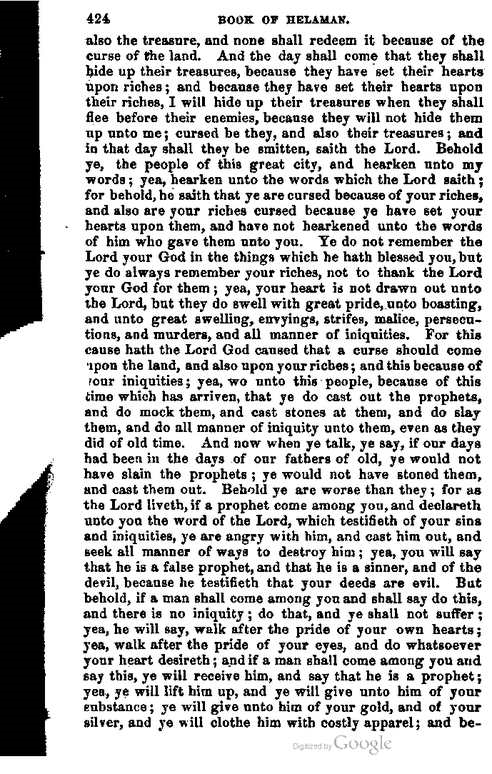 424 BOOK OF HELAMAN.
also the treasure, and none shall redeem it because of the
curse of the land. And the day shall come that they shall
hide up their treasures, because they have set their hearts
upon riches; and because they have set their hearts upon
their riches, I will hide up their treasures when they shall
flee before their enemies, because they will not hide them
up unto me; cursed be they, and also their treasures; and
in that day shall they be smitten, saith the Lord. Behold
ye, the people of this great city, and hearken unto my
words; yea, hearken unto the words which the Lord saith;
for behold, he saith that ye are cursed because of your riches,
and also are your riches cursed because ye have set your
hearts upon them, and have not hearkened unto the words
of him who gave them unto you. Ye do not remember the
Lord your God in the things which he hath blessed you, but
ye do always remember your riches, not to thank the Lord
your God for them; yea, your heart is not drawn out unto
the Lord, but they do swell with great pride, unto boasting,
and unto great swelling, envyings, strifes, malice, persecu-
tions, and murders, and all manner of iniquities. For this
cause hath the Lord God caused that a curse should come
upon the land, and also upon your riches; and this because of
your iniquities; yea, wo unto this people, because of this
time which has arrived, that ye do cast out the prophets,
and do mock them, and cast stones at them, and do slay
them, and do all manner of iniquity unto them, even as they
did of old time. And now when ye talk, ye say, if our days
had been in the days of our fathers of old, ye would not
have slain the prophets; ye would not have stoned them,
and cast them out. Behold ye are worse than they; for as
the Lord liveth, if a prophet come among you, and declareth
unto you the word of the Lord, which testifieth of your sins
and iniquities, ye are angry with him, and cast him out, and
seek all manner of ways to destroy him; yea, you will say
that he is a false prophet, and that he is a sinner, and of the
devil, because he testifieth that your deeds are evil. But
behold, if a man shall come among you and shall say do this,
and there is no iniquity; do that, and ye shall not suffer;
yea, he will say, walk after the pride of your own hearts;
yea, walk after the pride of your eyes, and do whatsoever
your heart desireth; and if a man shall come among you and
say this, ye will receive him, and say that he is a prophet;
yea, ye will lift him up, and ye will give unto him of your
substance; ye will give unto him of your gold, and of your
silver, and ye will clothe him with costly apparel; and be-
Digitized by Google